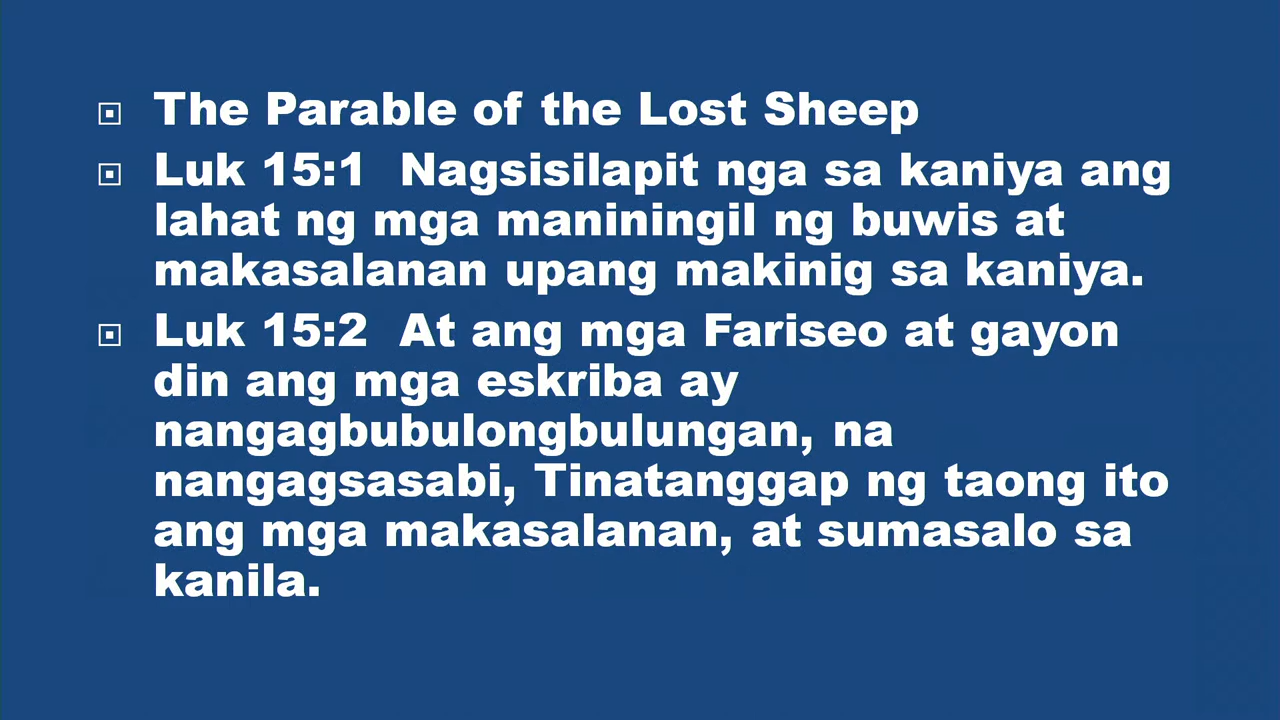 The Parable of the Lost Sheep
Luk 15:1 Nagsisilapit nga sa kaniya ang
lahat ng mga maniningil ng buwis at
makasalanan upang makinig sa kaniya.
Luk 15:2 At ang mga Fariseo at gayon
din ang mga eskriba ay
nangagbubulongbulungan, na
nangagsasabi, Tinatanggap ng taong ito
ang mga makasalanan, at sumasalo sa
kanila.